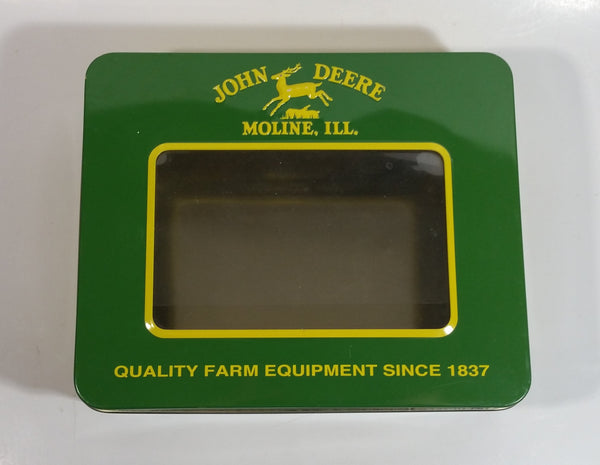 JOHN DEERE
MOLINE, ILL.
QUALITY FARM EQUIPMENT SINCE 1837